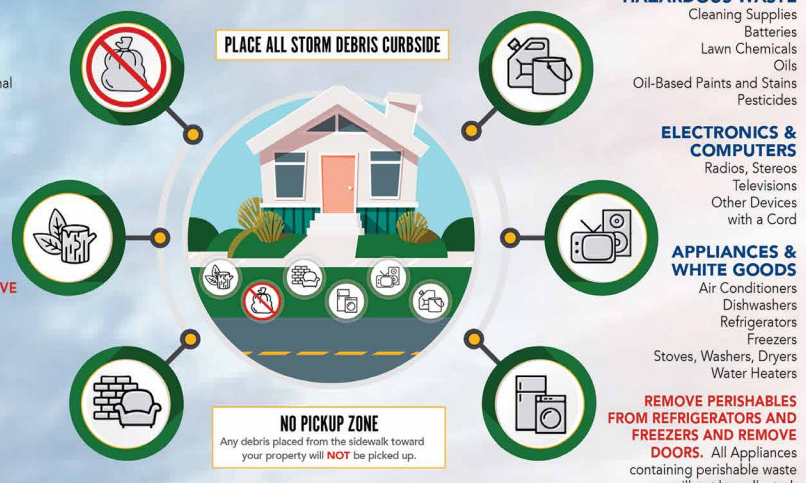 PLACE ALL STORM DEBRIS CURBSIDE
HAZARDOUS WASTE
Cleaning Supplies
Batteries
Lawn Chemicals
Oils
Oil-Based Paints and Stains
Pesticides
ELECTRONICS &
COMPUTERS
Radios, Stereos
Televisions
Other Devices
with a Cord
APPLIANCES &
WHITE GOODS
Air Conditioners
Dishwashers
Refrigerators
Freezers
Stoves, Washers, Dryers
Water Heaters
REMOVE PERISHABLES
FROM REFRIGERATORS AND
FREEZERS AND REMOVE
DOORS. All Appliances
containing perishable waste
NO PICKUP ZONE
Any debris placed from the sidewalk toward
your property will NOT be picked up.